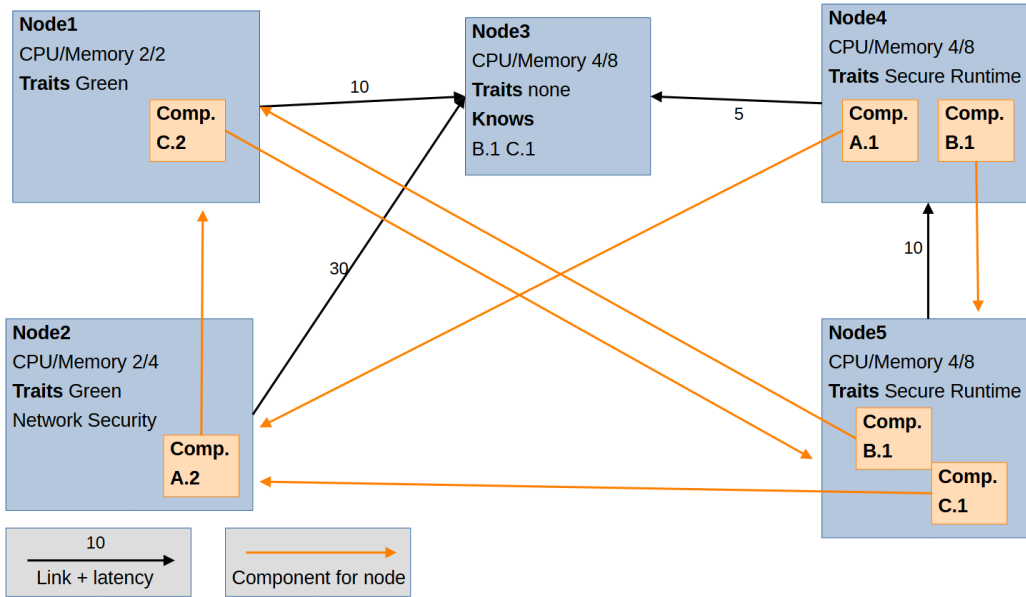 Node1
CPU/Memory 2/2
Traits Green
Comp.
C.2
10
Node3
CPU/Memory 4/8
Traits none
Knows
B.1 C.1
5
Node4
CPU/Memory 4/8
Traits Secure Runtime
Comp.
A.1
Comp.
B.1
30
10
Node2
CPU/Memory 2/4
Traits Green
Network Security
Comp.
A.2
Node5
CPU/Memory 4/8
Traits Secure Runtime
Comp.
B.1
Comp.
C.1
10
Link + latency
Component for node